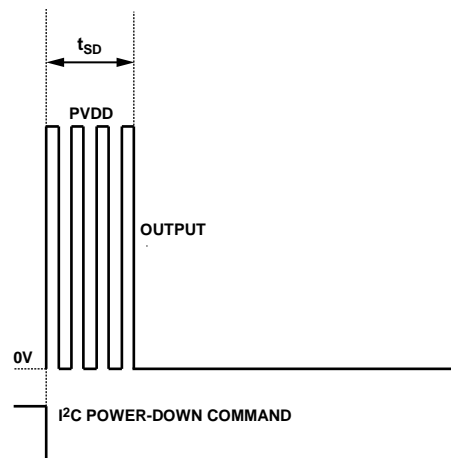 tSD
PVDD
OUTPUT
0V
I²C POWER-DOWN COMMAND